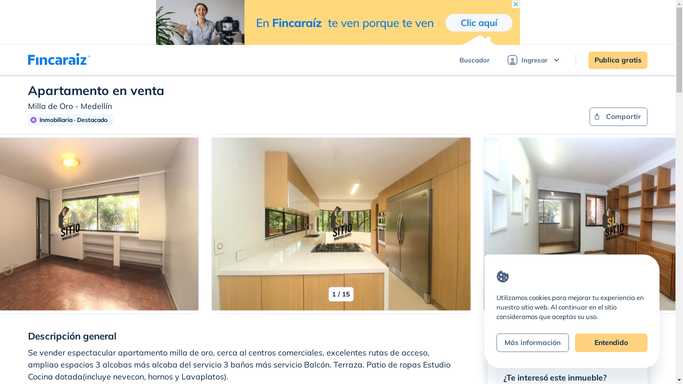 En Fincaraíz te ven porque te ven
Clic aquí
Fincaraíz
Buscador
Ingresar
Publica gratis
Apartamento en venta
Milla de Oro - Medellín
Inmobiliaria · Destacado
Compartir
SITIO
SU SITIO
SU SITIO
1 / 15
Utilizamos cookies para mejorar tu experiencia en
nuestro sitio web. Al continuar en el sitio
consideramos que aceptas su uso.
Más información
Entendido
Descripción general
Se vender espectacular apartamento milla de oro, cerca al centros comerciales, excelentes rutas de acceso,
ampliao espacios 3 alcobas más alcoba del servicio 3 baños más servicio Balcón. Terraza. Patio de ropas Estudio
Cocina dotada(incluye nevecon, hornos y Lavaplatos).
¿Te interesó este inmueble?